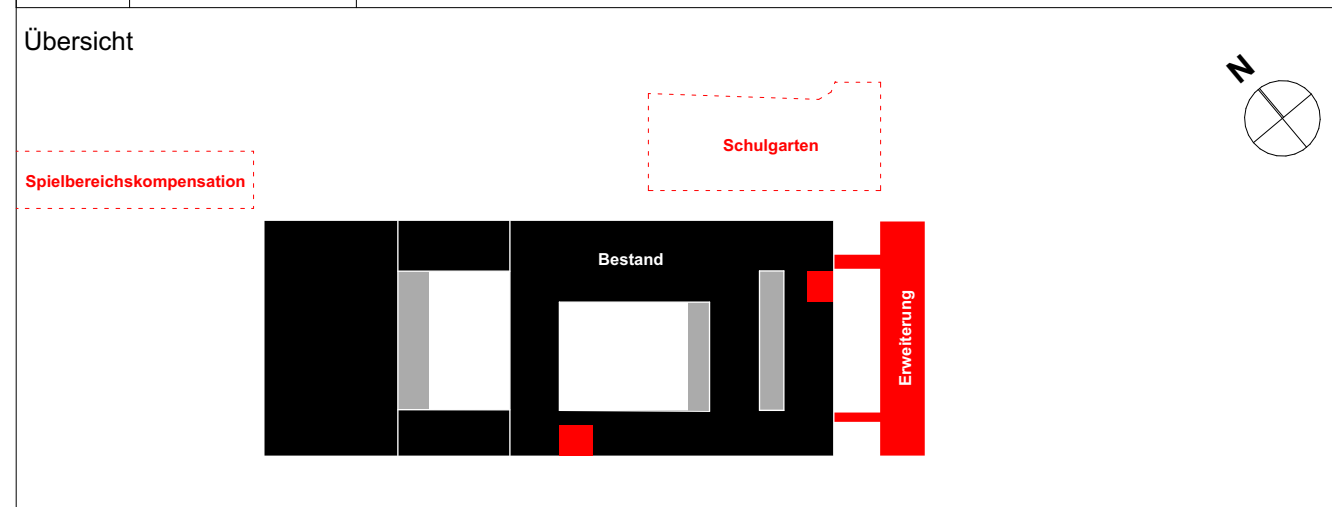 Übersicht
N
Schulgarten
Spielbereichskompensation
Bestand
Erweiterung